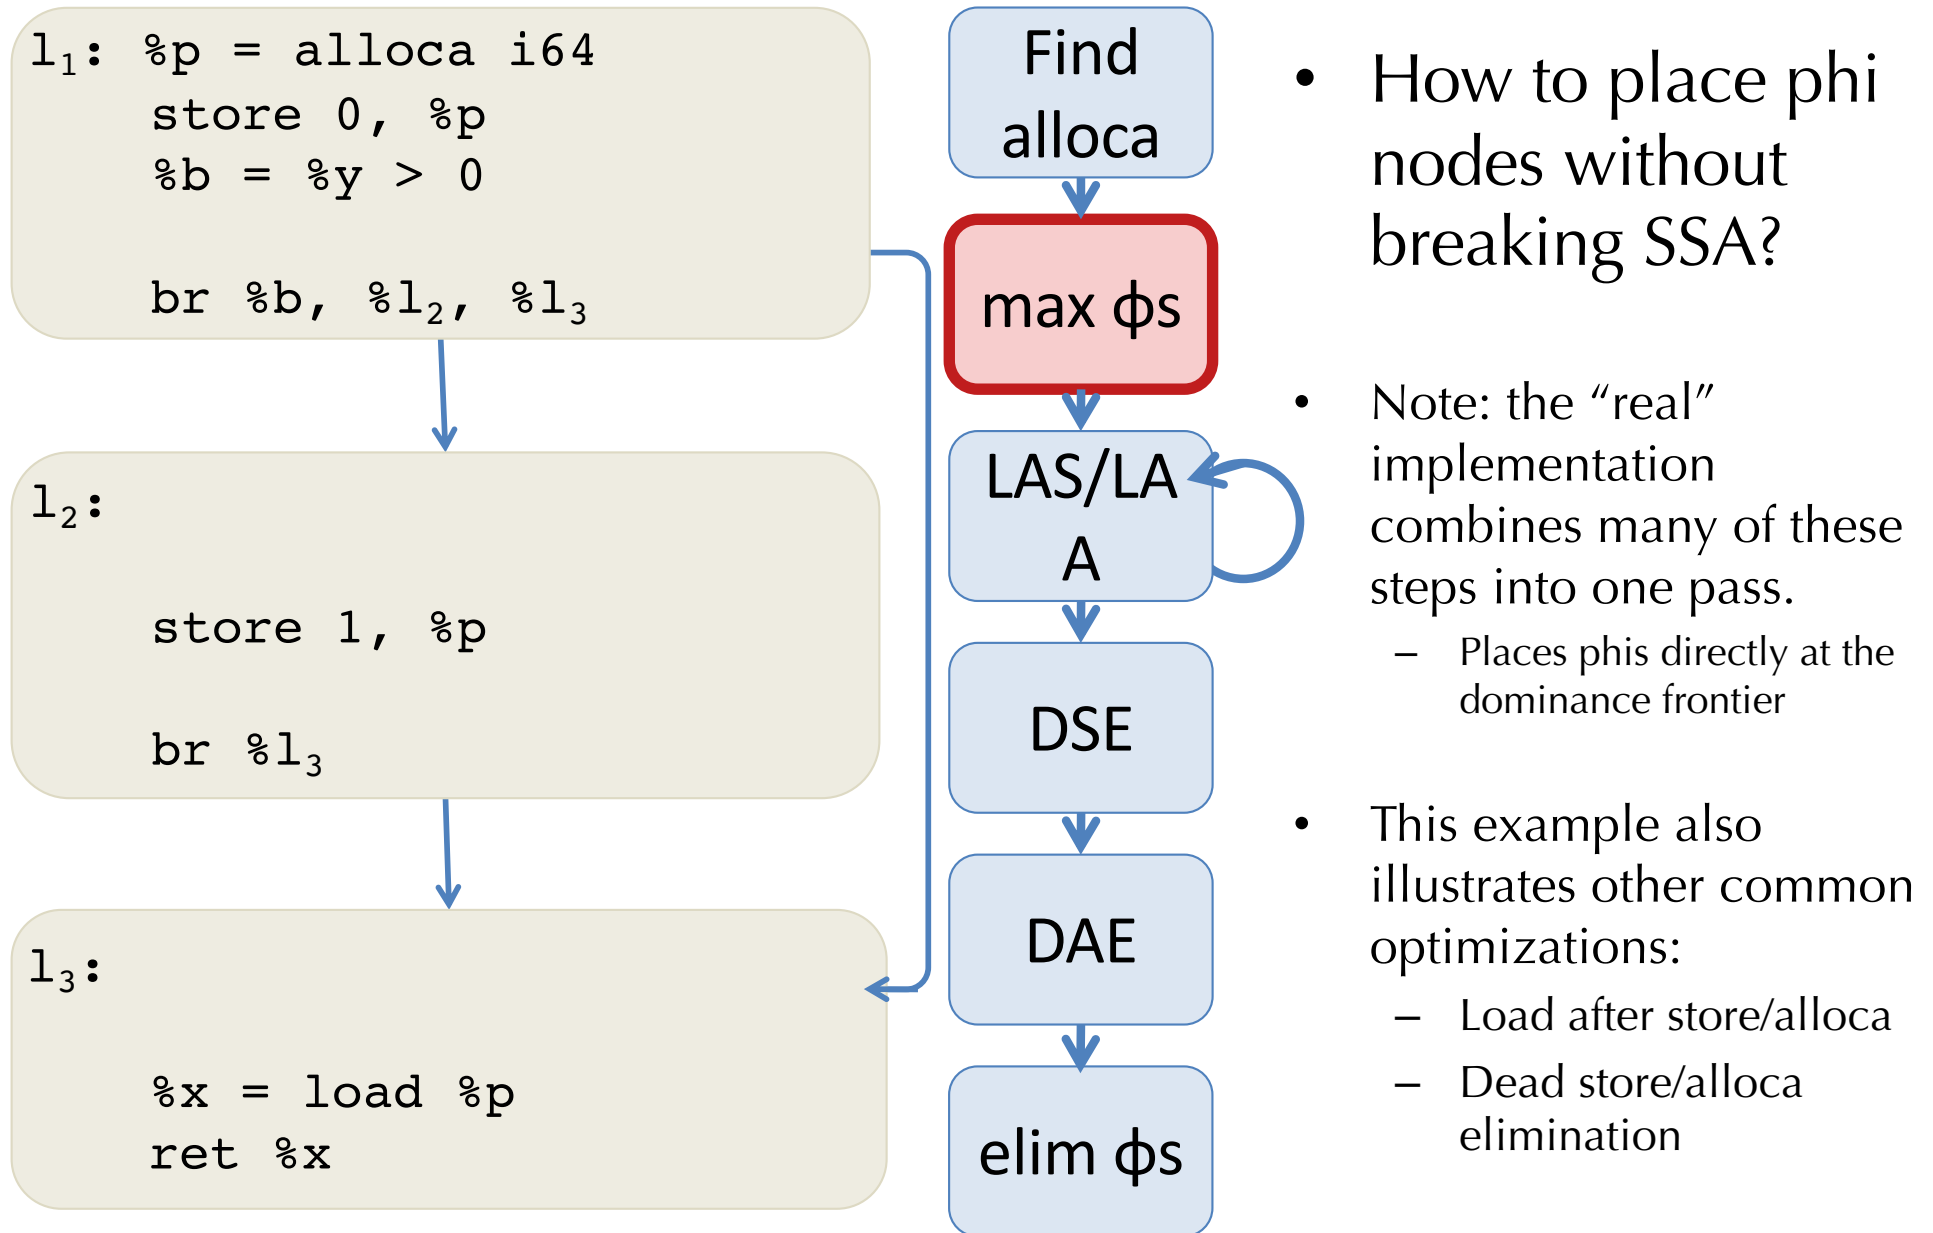 l₁: %p = alloca i64
store 0, %p
%b = %y > 0
br %b, %l₂, %l₃
l₂:
store 1, %p
br %l₃
l₃:
%x = load %p
ret %x
Find
alloca
max ϕs
LAS/LA
A
DSE
DAE
elim ϕs
• How to place phi
nodes without
breaking SSA?
• Note: the “real”
implementation
combines many of these
steps into one pass.
– Places phis directly at the
dominance frontier
• This example also
illustrates other common
optimizations:
– Load after store/alloca
– Dead store/alloca
elimination